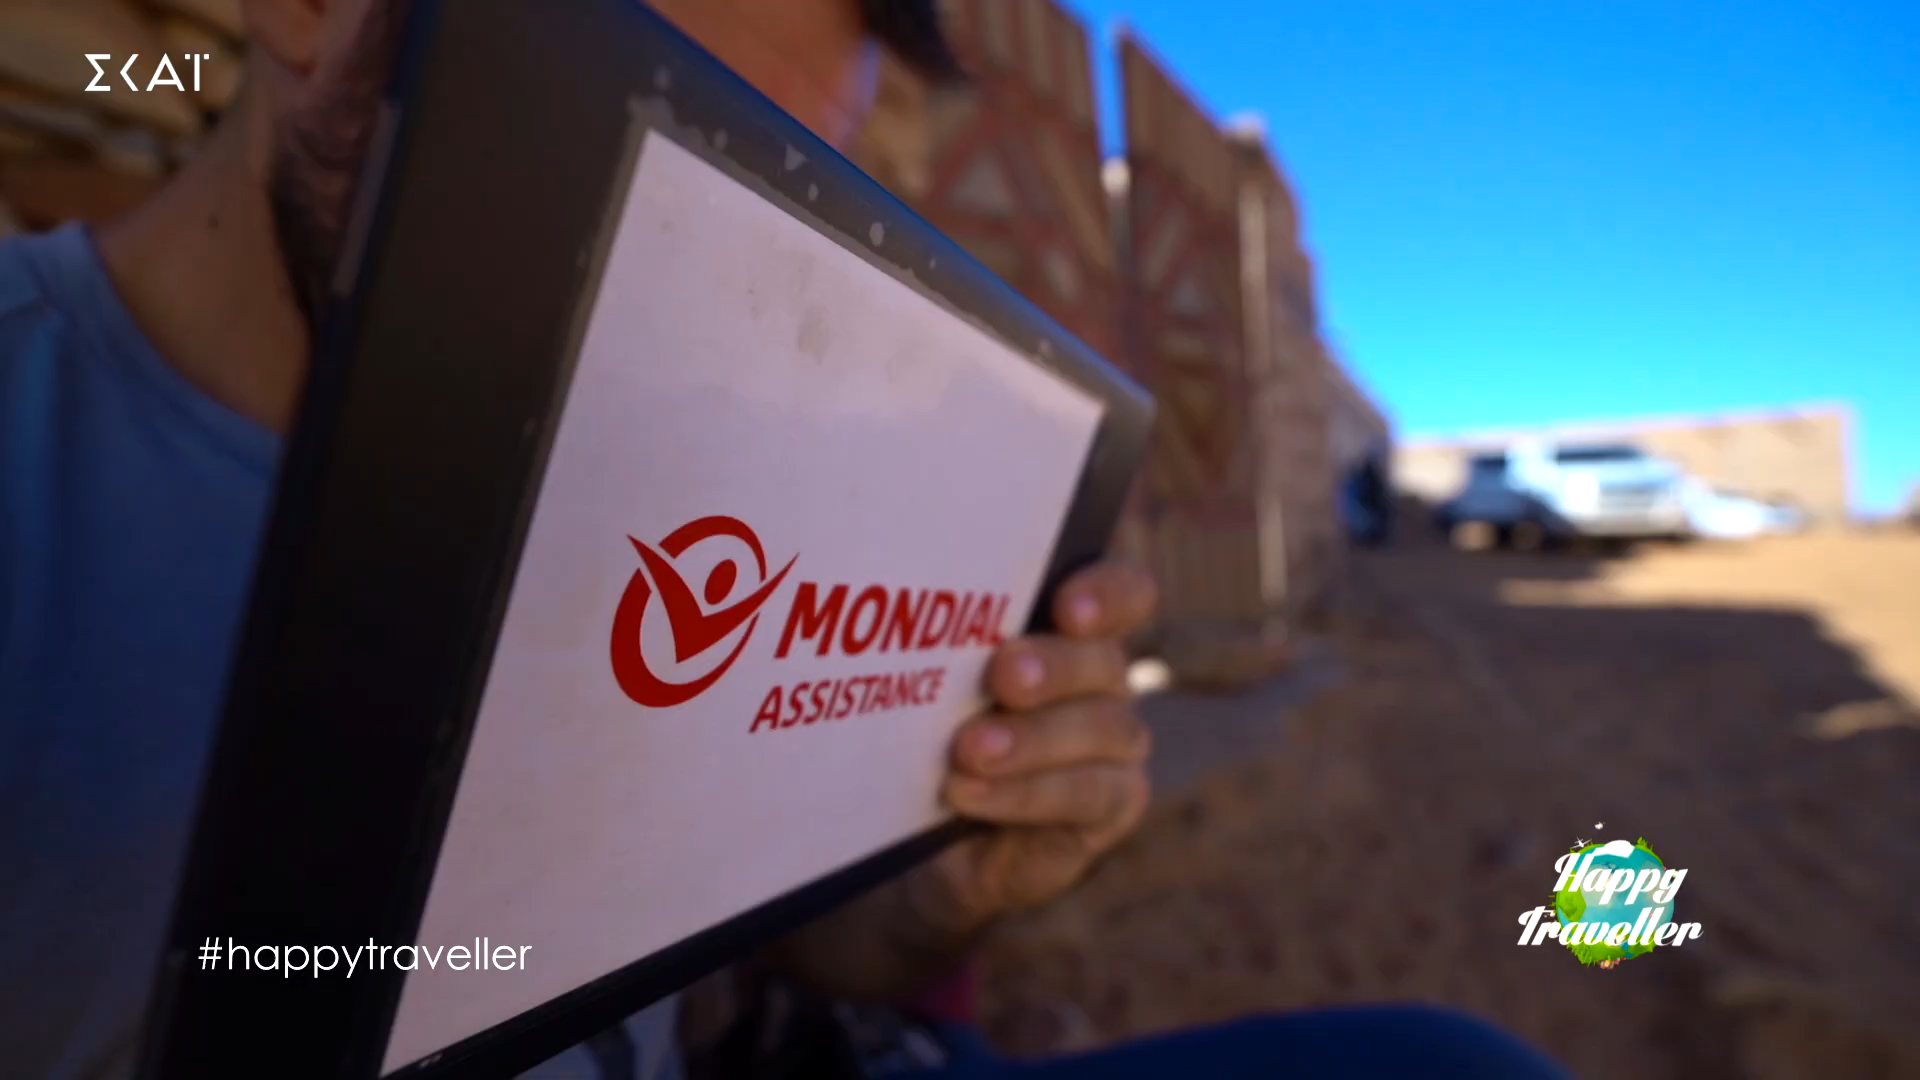 ΣΚΑΪ
MONDIAL
ASSISTANCE
Happy
Traveller
#happytraveller